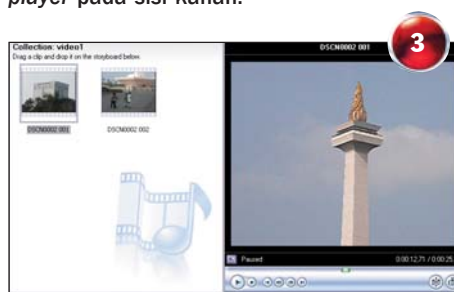 player pada sisi kanan.
3
Collection: video1
Drag a clip and drop it on the storyboard below.
DSCN0002 001
DSCN0002 002
DSCN0002 001
Paused
0:00:12,71 / 0:00:25,